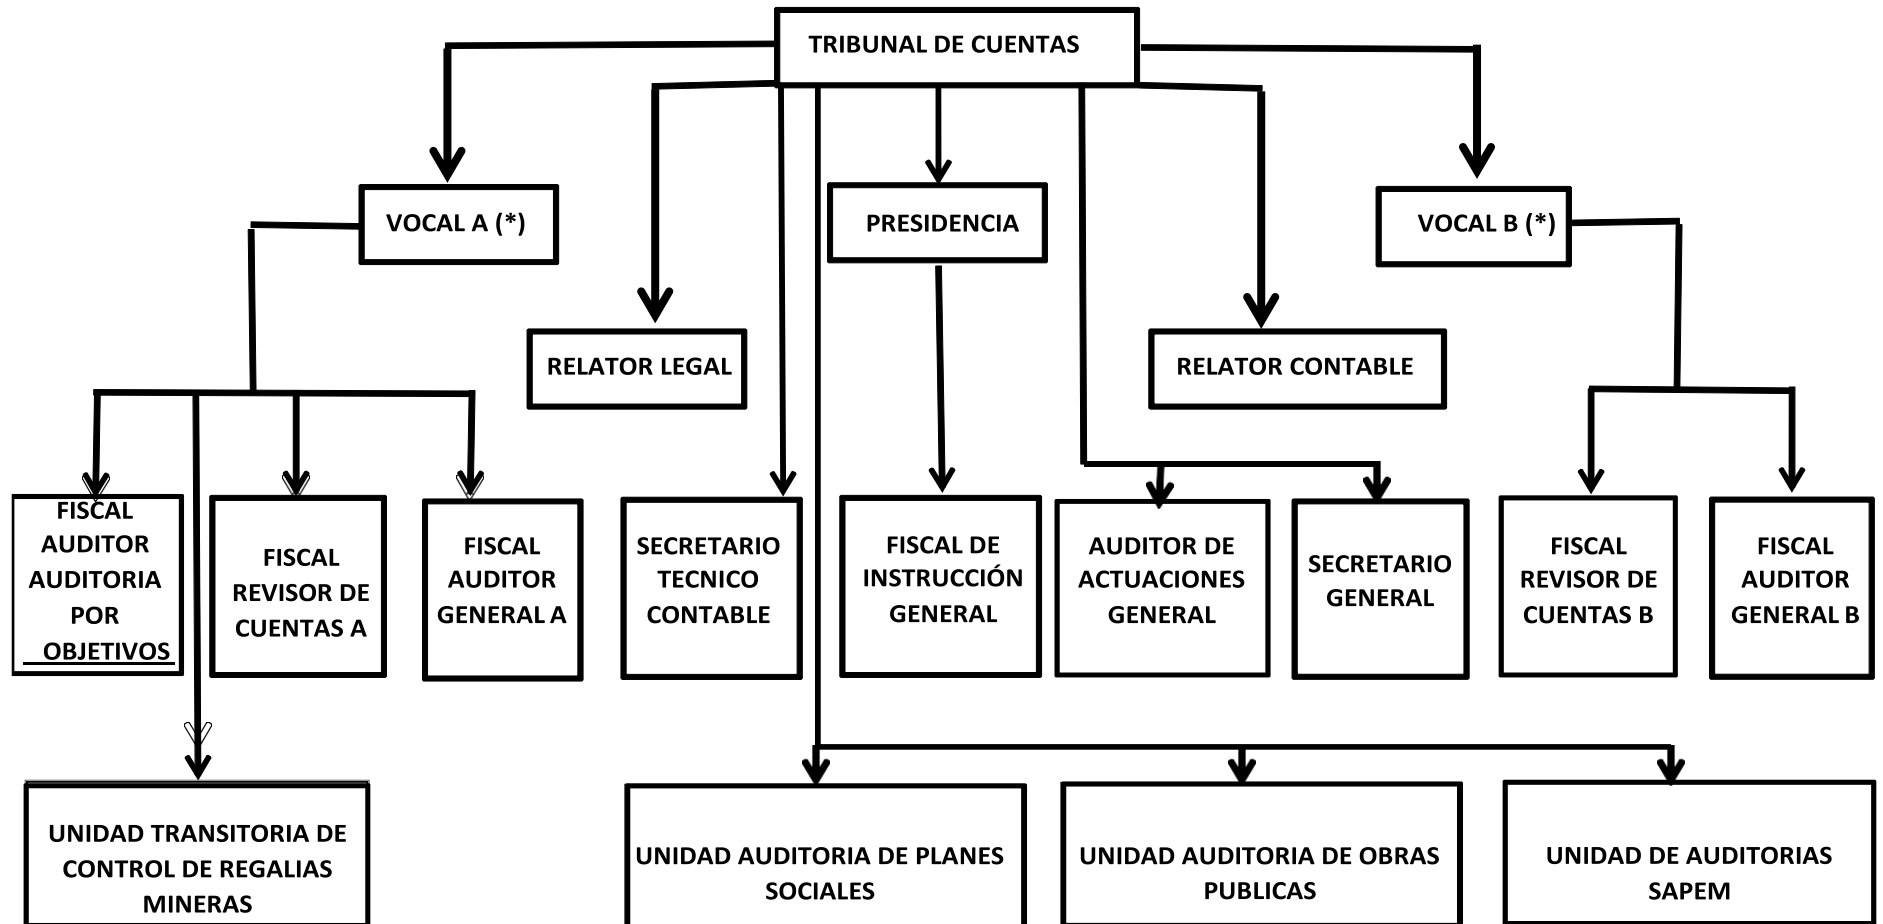 TRIBUNAL DE CUENTAS
VOCAL A (*)
PRESIDENCIA
VOCAL B (*)
RELATOR LEGAL
RELATOR CONTABLE
FISCAL
AUDITOR
AUDITORIA
POR
OBJETIVOS
FISCAL
REVISOR DE
CUENTAS A
FISCAL
AUDITOR
GENERAL A
SECRETARIO
TECNICO
CONTABLE
FISCAL DE
INSTRUCCIÓN
GENERAL
AUDITOR DE
ACTUACIONES
GENERAL
SECRETARIO
GENERAL
FISCAL
REVISOR DE
CUENTAS B
FISCAL
AUDITOR
GENERAL B
UNIDAD TRANSITORIA DE
CONTROL DE REGALIAS
MINERAS
UNIDAD AUDITORIA DE PLANES
SOCIALES
UNIDAD AUDITORIA DE OBRAS
PUBLICAS
UNIDAD DE AUDITORIAS
SAPEM